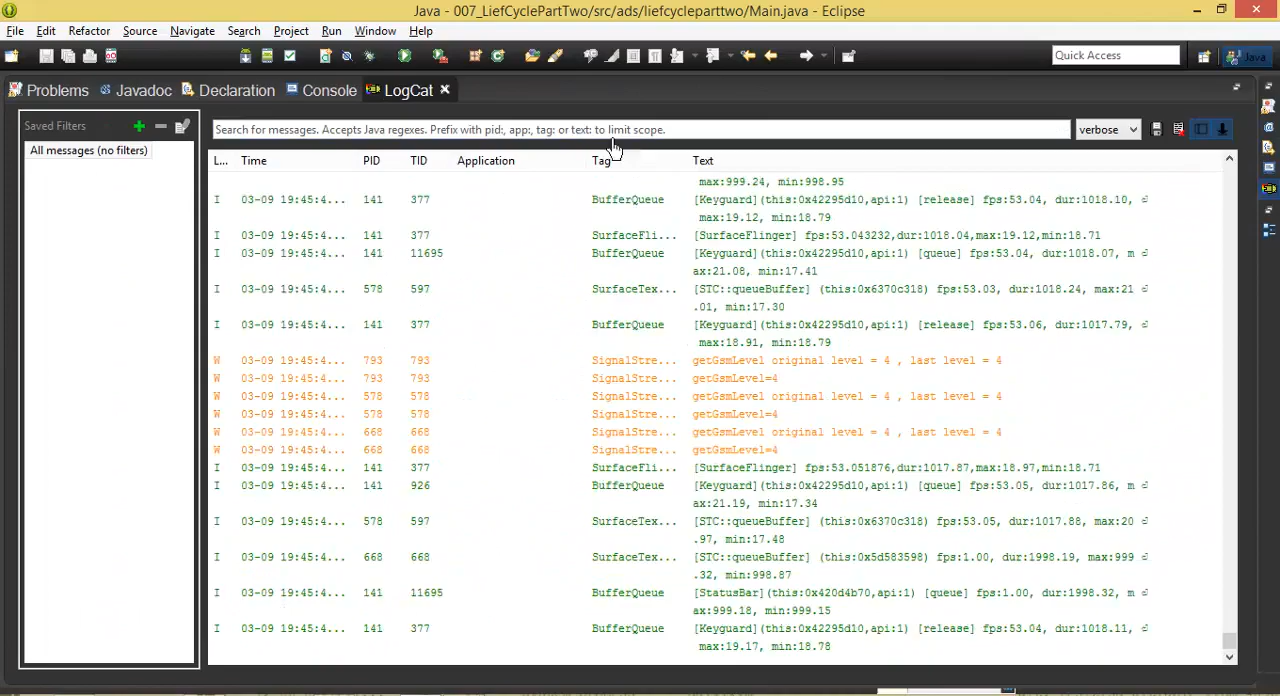 Java - 007_LiefCyclePartTwo/src/ads/liefcycleparttwo/Main.java - Eclipse
File Edit Refactor Source Navigate Search Project Run Window Help
Quick Access Java
Problems Javadoc Declaration Console LogCat
Saved Filters
All messages (no filters)
Search for messages. Accepts Java regexes. Prefix with pid:, app:, tag: or text: to limit scope. verbose
L... Time PID TID Application Tag Text
max:999.24, min:998.95
I 03-09 19:45:4... 141 377 BufferQueue [Keyguard](this:0x42295d10,api:1) [release] fps:53.04, dur:1018.10,
max:19.12, min:18.79
I 03-09 19:45:4... 141 377 SurfaceFli... [SurfaceFlinger] fps:53.043232,dur:1018.04,max:19.12,min:18.71
I 03-09 19:45:4... 141 11695 BufferQueue [Keyguard](this:0x42295d10,api:1) [queue] fps:53.04, dur:1018.07, m
ax:21.08, min:17.41
I 03-09 19:45:4... 578 597 SurfaceTex... [STC::queueBuffer] (this:0x6370c318) fps:53.03, dur:1018.24, max:21
.01, min:17.30
I 03-09 19:45:4... 141 377 BufferQueue [Keyguard](this:0x42295d10,api:1) [release] fps:53.06, dur:1017.79,
max:18.91, min:18.79
W 03-09 19:45:4... 793 793 SignalStre... getGsmLevel original level = 4 , last level = 4
W 03-09 19:45:4... 793 793 SignalStre... getGsmLevel=4
W 03-09 19:45:4... 578 578 SignalStre... getGsmLevel original level = 4 , last level = 4
W 03-09 19:45:4... 578 578 SignalStre... getGsmLevel=4
W 03-09 19:45:4... 668 668 SignalStre... getGsmLevel original level = 4 , last level = 4
W 03-09 19:45:4... 668 668 SignalStre... getGsmLevel=4
I 03-09 19:45:4... 141 377 SurfaceFli... [SurfaceFlinger] fps:53.051876,dur:1017.87,max:18.97,min:18.71
I 03-09 19:45:4... 141 926 BufferQueue [Keyguard](this:0x42295d10,api:1) [queue] fps:53.05, dur:1017.86, m
ax:21.19, min:17.34
I 03-09 19:45:4... 578 597 SurfaceTex... [STC::queueBuffer] (this:0x6370c318) fps:53.05, dur:1017.88, max:20
.97, min:17.48
I 03-09 19:45:4... 668 668 SurfaceTex... [STC::queueBuffer] (this:0x5d583598) fps:1.00, dur:1998.19, max:999
.32, min:998.87
I 03-09 19:45:4... 141 11695 BufferQueue [StatusBar](this:0x420d4b70,api:1) [queue] fps:1.00, dur:1998.32, m
ax:999.18, min:999.15
I 03-09 19:45:4... 141 377 BufferQueue [Keyguard](this:0x42295d10,api:1) [release] fps:53.04, dur:1018.11,
max:19.17, min:18.78